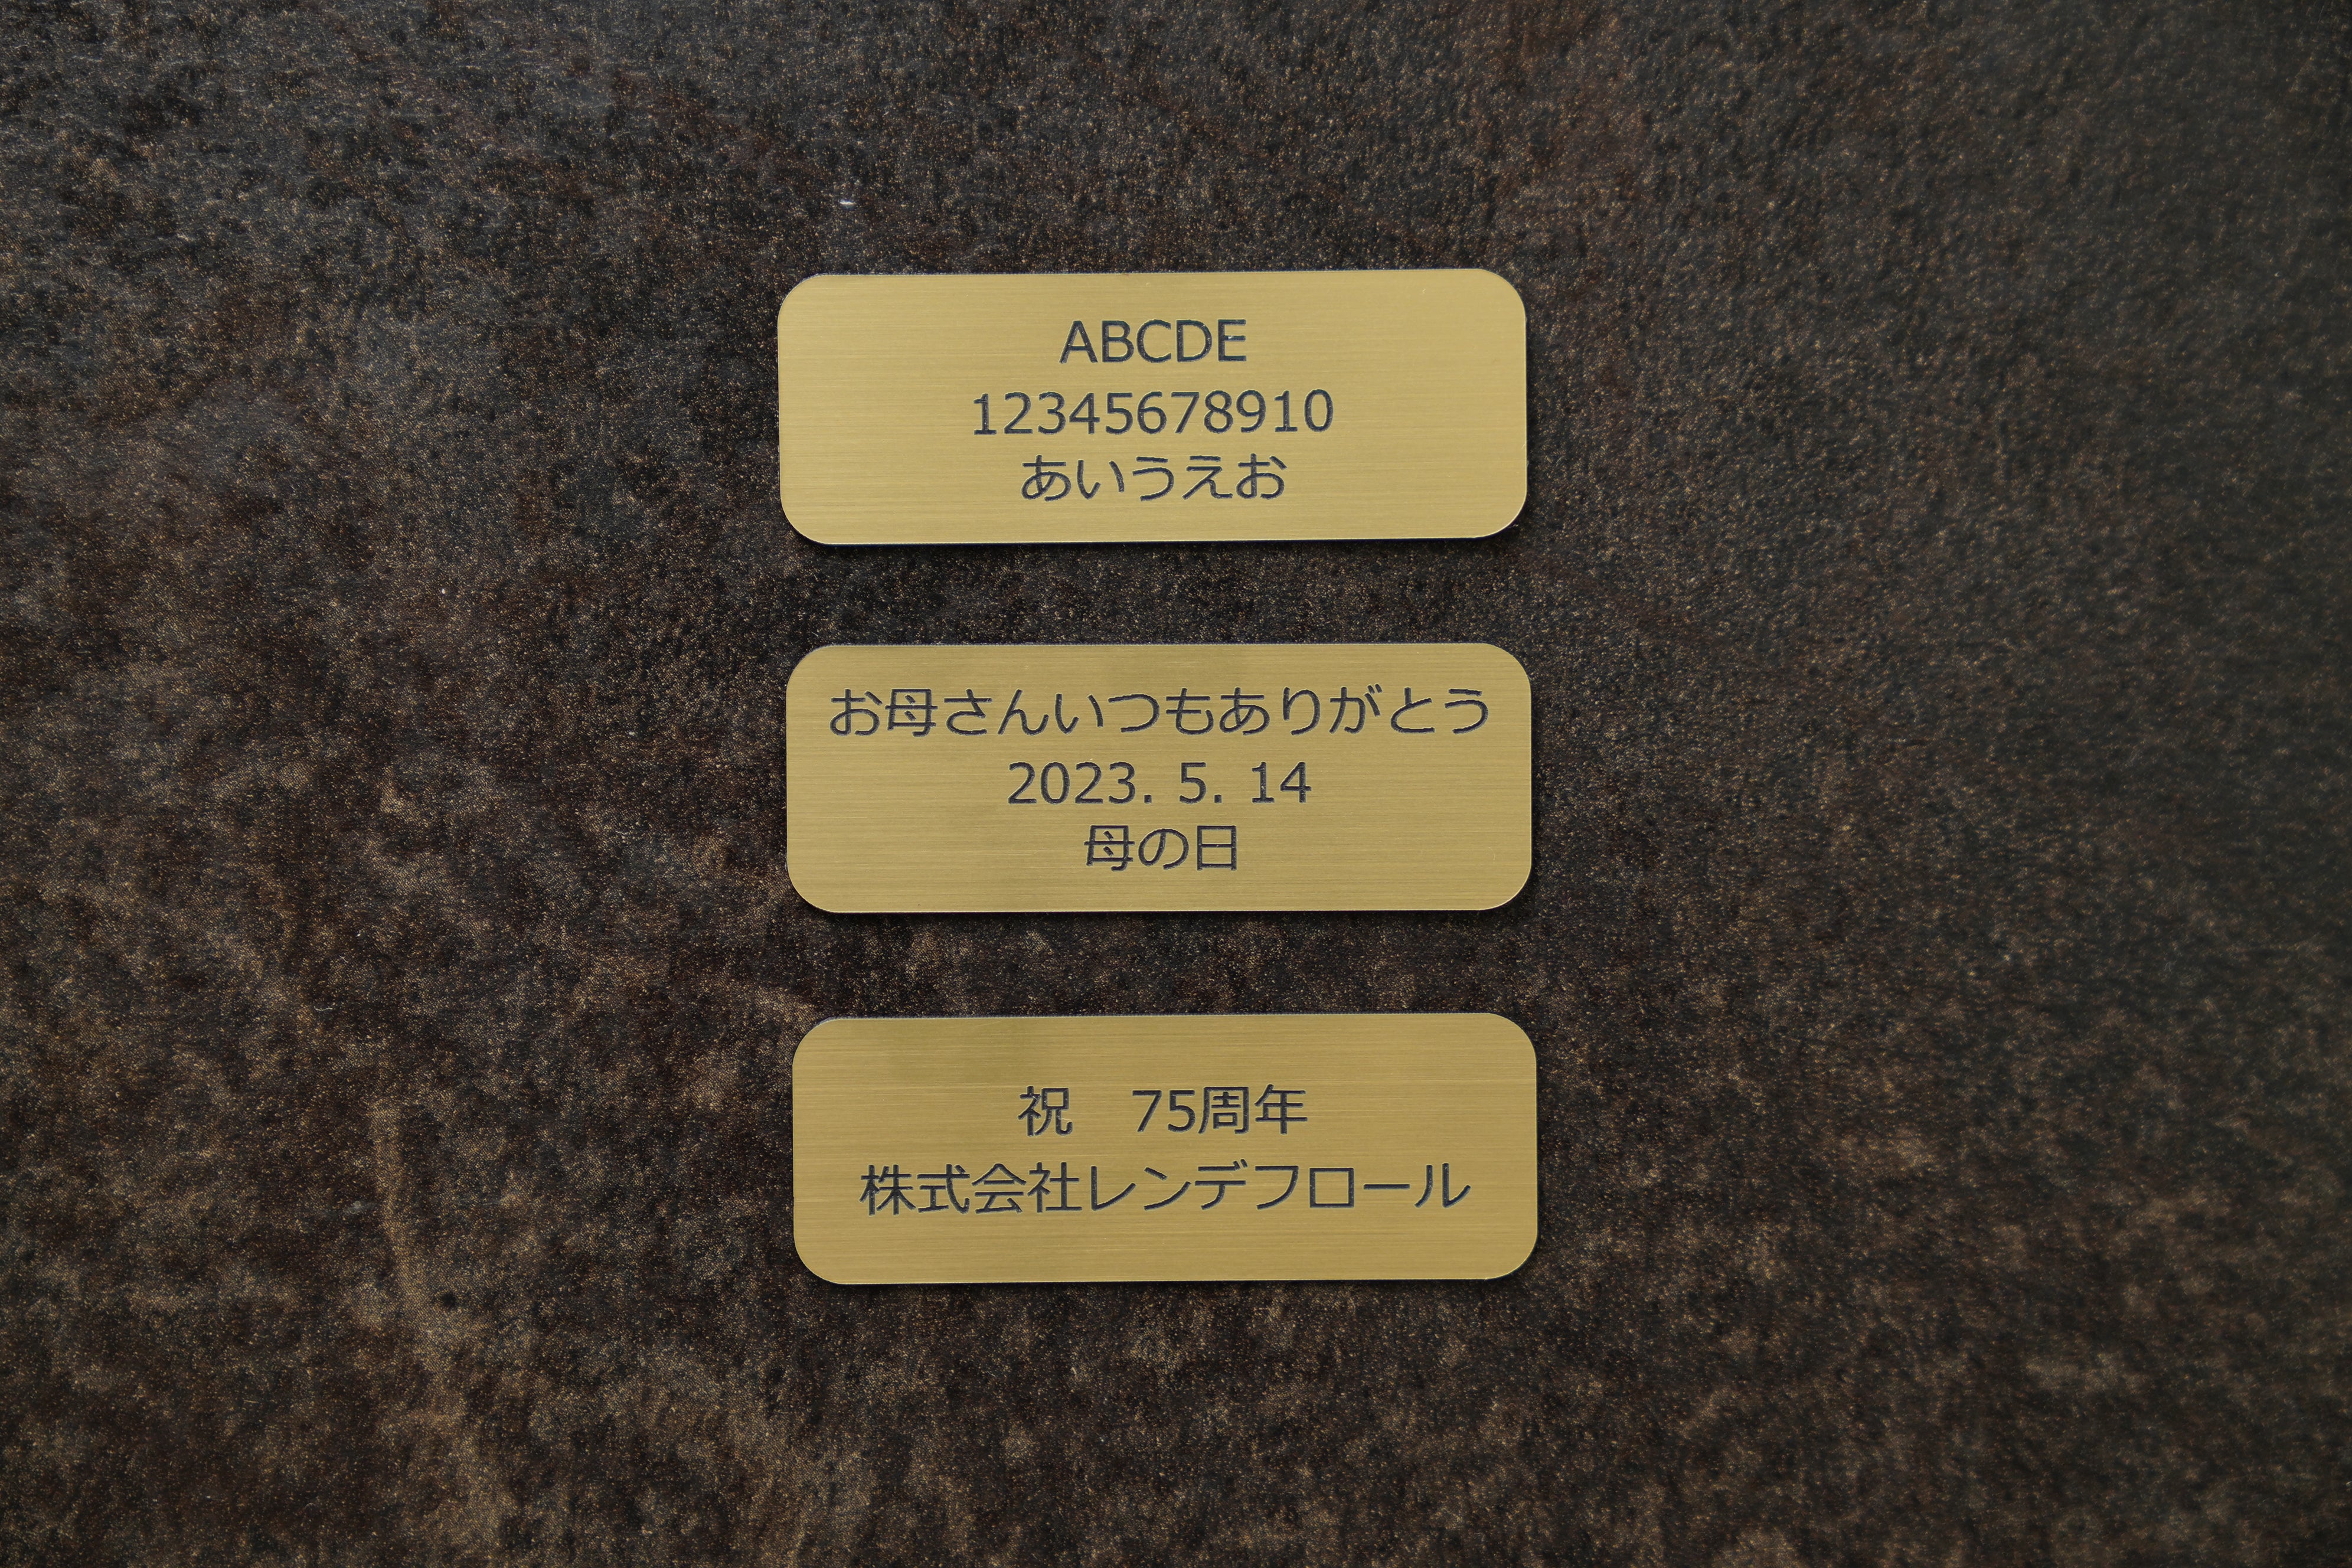 ABCDE
12345678910
あいうえお
お母さんいつもありがとう
2023. 5. 14
母の日
祝　75周年
株式会社レンデフロール